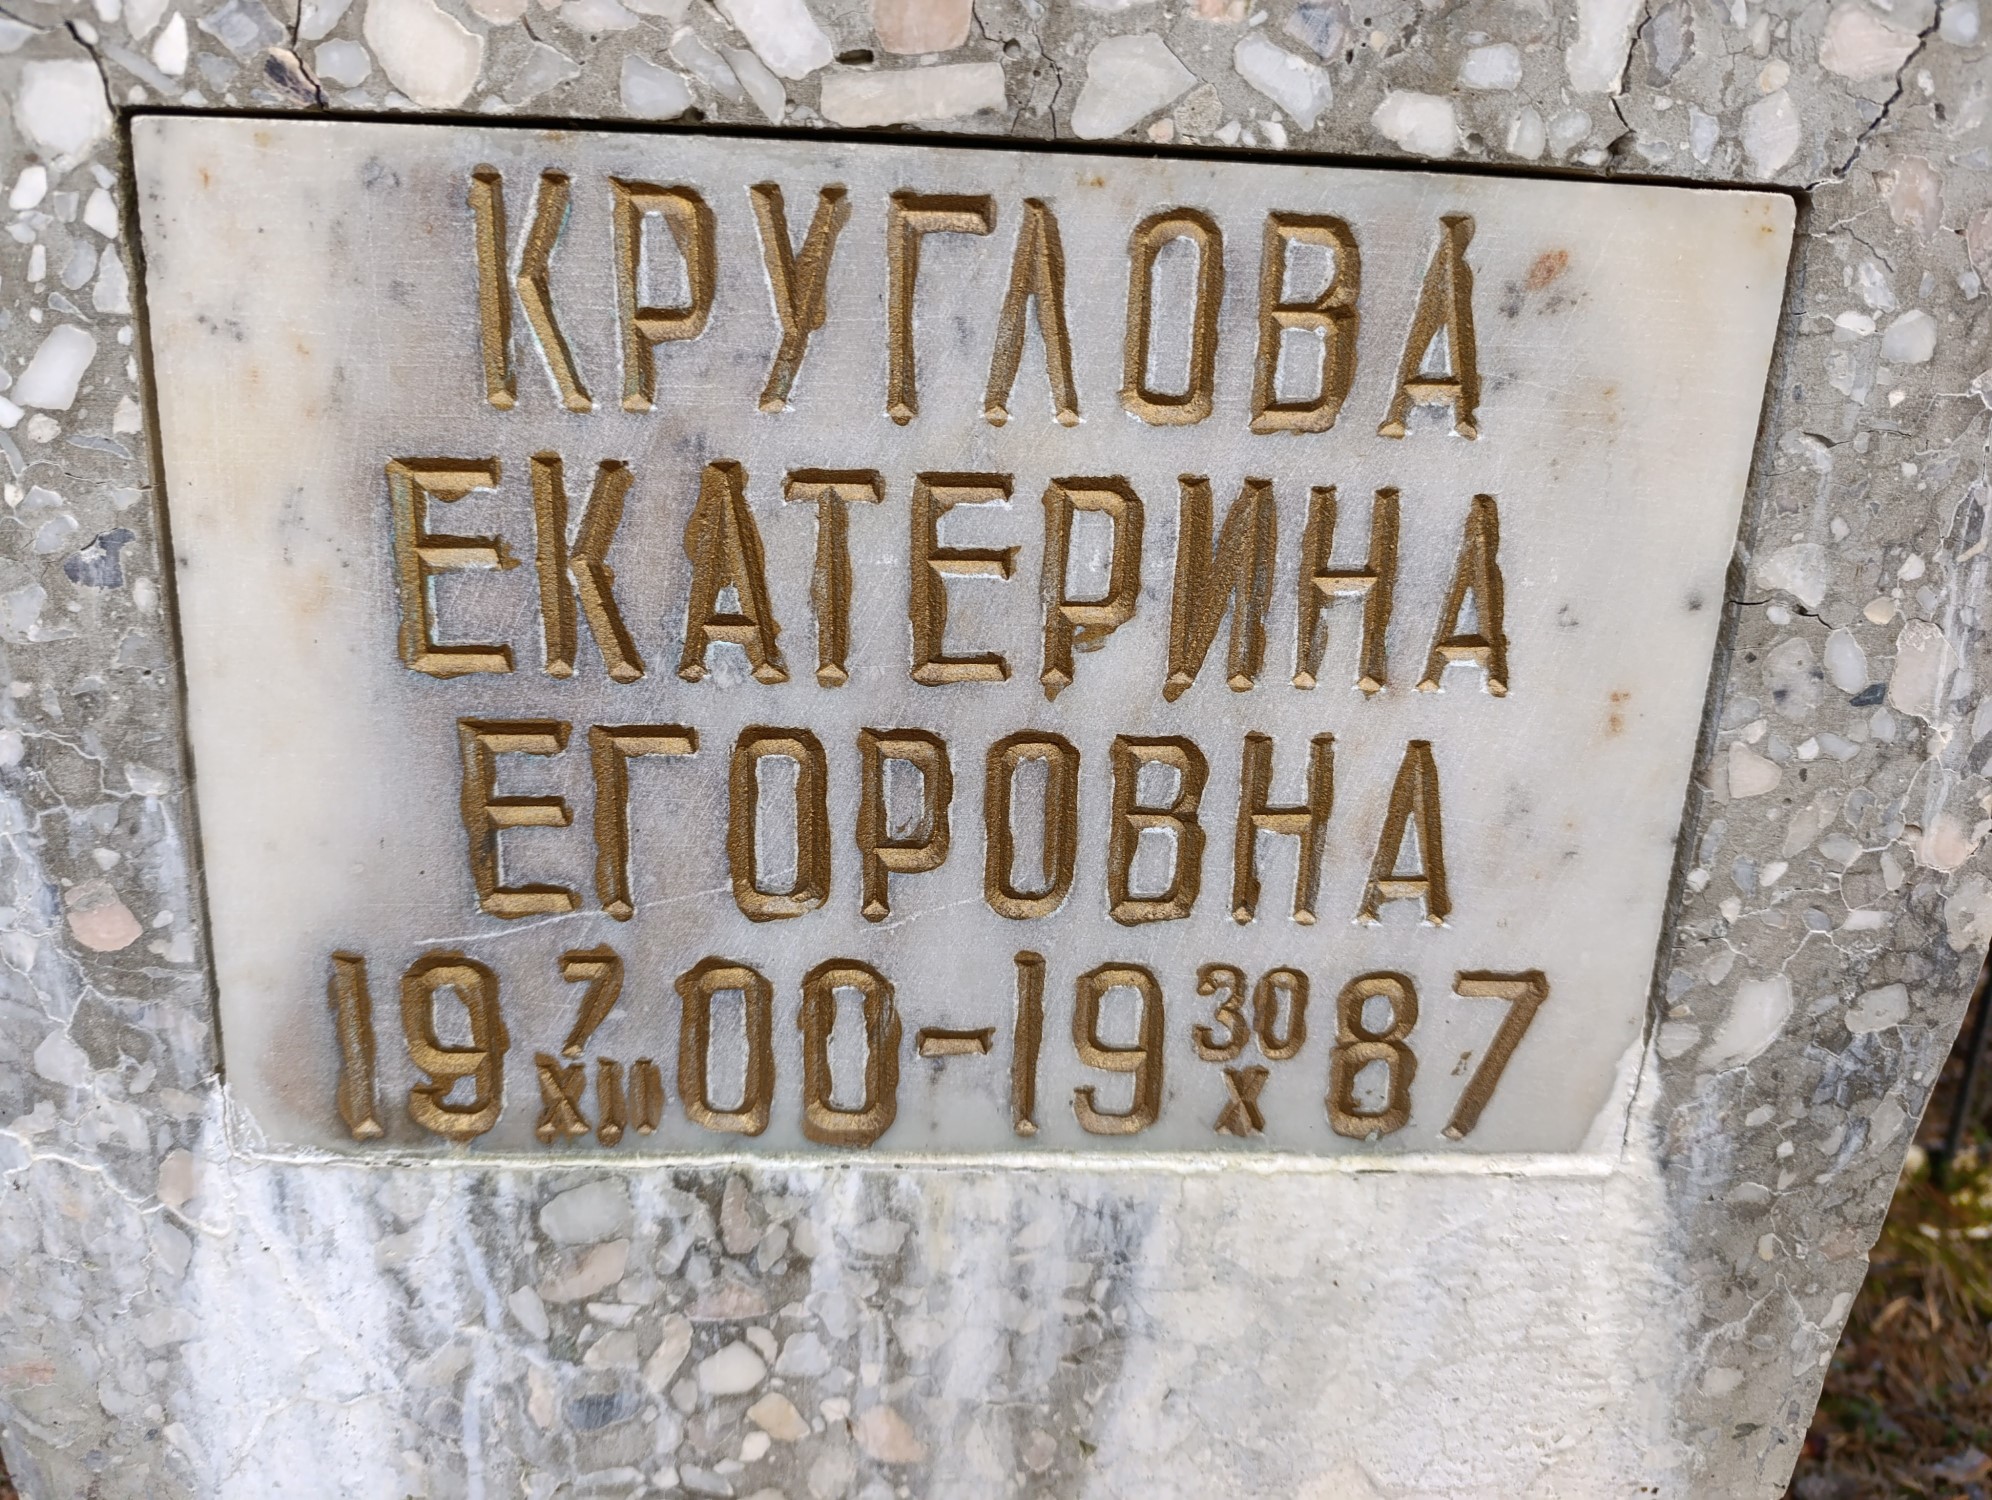 КРУГЛОВА
ЕКАТЕРИНА
ЕГОРОВНА
19 7/XII 00-19 30/X 87